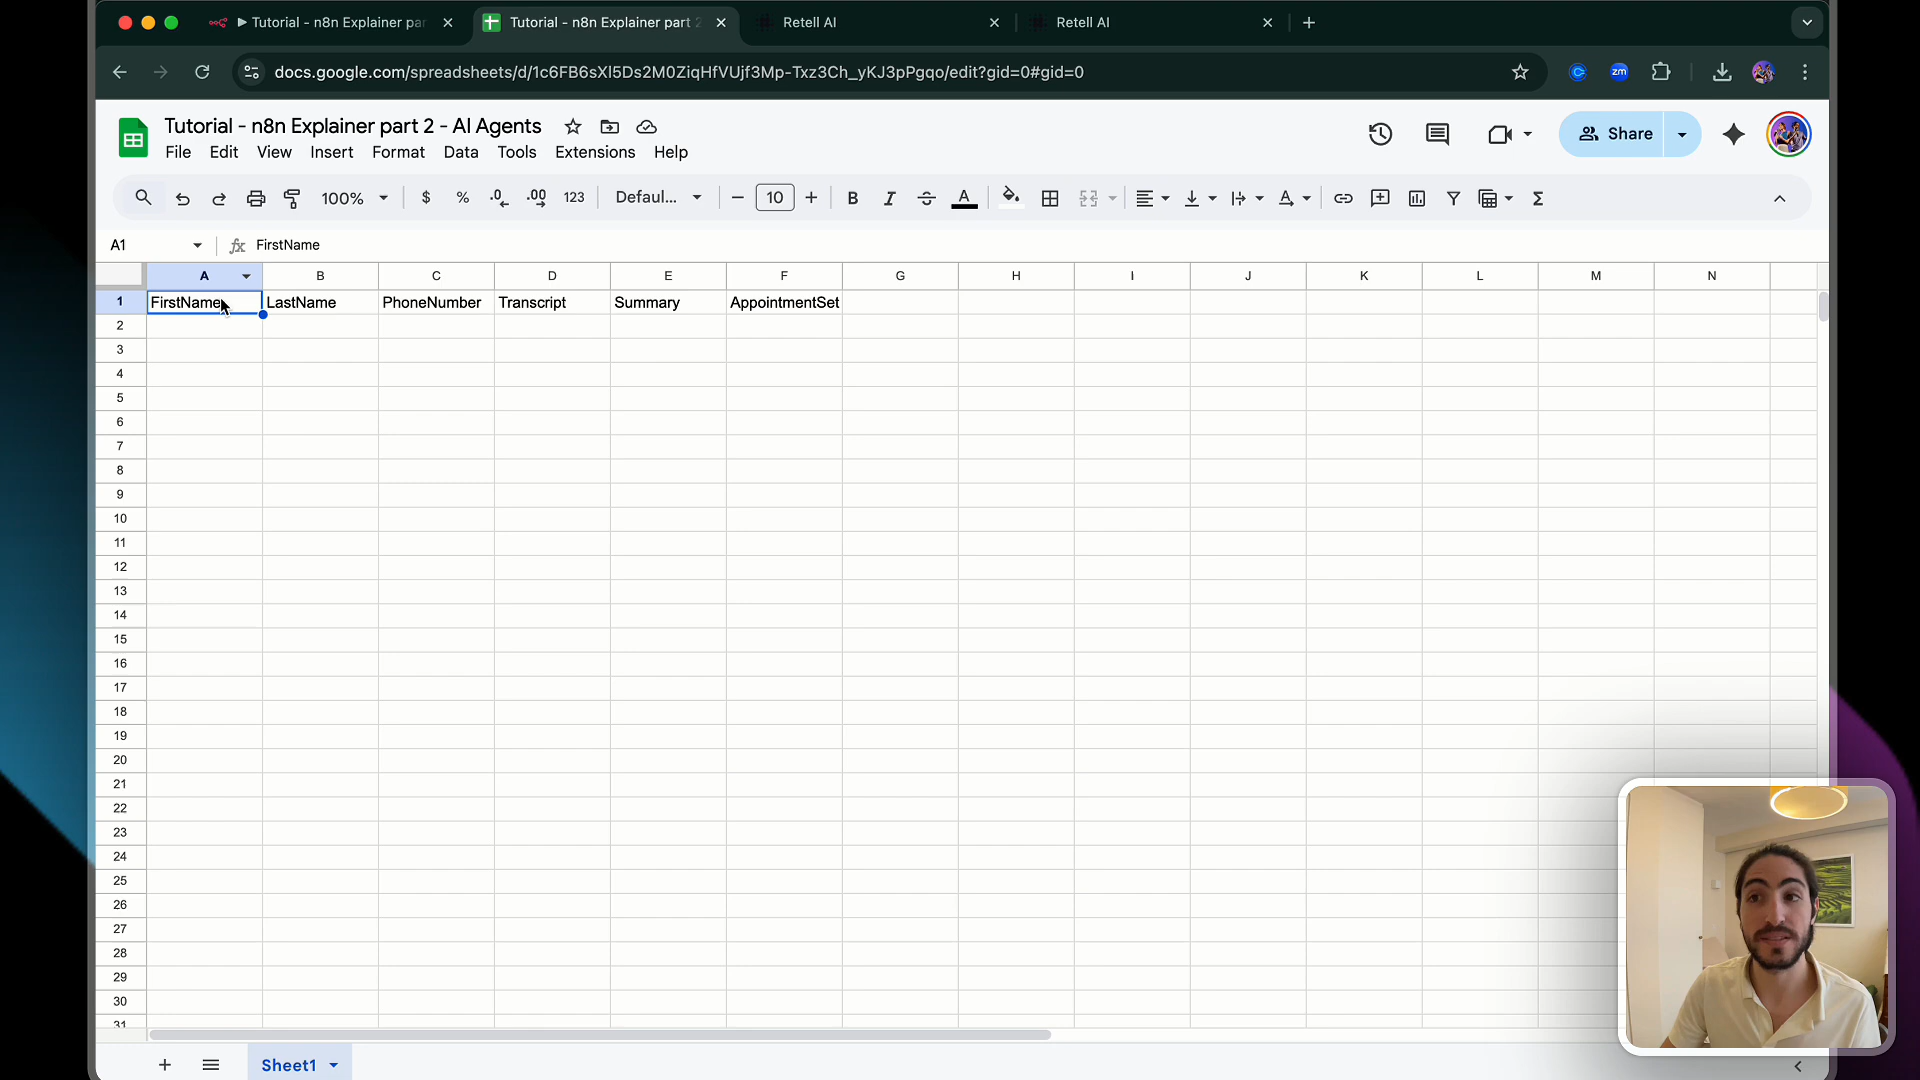 Tutorial - n8n Explainer par
Tutorial - n8n Explainer part 2
Retell AI
Retell AI
docs.google.com/spreadsheets/d/1c6FB6sXl5Ds2M0ZiqHfVUjf3Mp-Txz3Ch_yKJ3pPgqo/edit?gid=0#gid=0
zm
Tutorial - n8n Explainer part 2 - AI Agents
Share
File Edit View Insert Format Data Tools Extensions Help
100% $ % .0 .00 123 Defaul... 10 B I A Σ
A1 fx FirstName
A B C D E F G H I J K L M N
1 FirstName LastName PhoneNumber Transcript Summary AppointmentSet
2
3
4
5
6
7
8
9
10
11
12
13
14
15
16
17
18
19
20
21
22
23
24
25
26
27
28
29
30
31
Sheet1